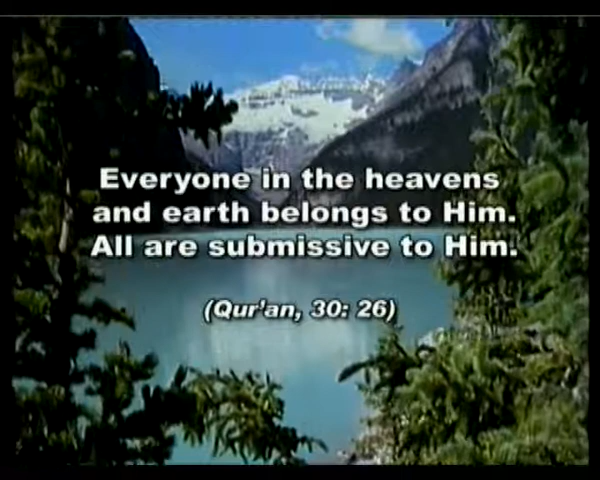 Everyone in the heavens
and earth belongs to Him.
All are submissive to Him.
(Qur'an, 30: 26)